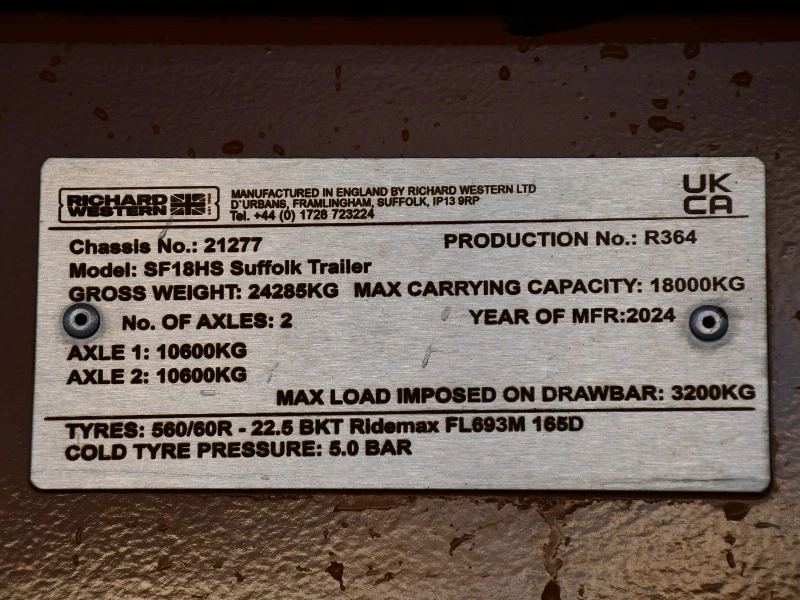 RICHARD WESTERN
MANUFACTURED IN ENGLAND BY RICHARD WESTERN LTD
D'URBANS, FRAMLINGHAM, SUFFOLK, IP13 9RP
Tel. +44 (0) 1728 723224
UK CA
Chassis No.: 21277
PRODUCTION No.: R364
Model: SF18HS Suffolk Trailer
GROSS WEIGHT: 24285KG MAX CARRYING CAPACITY: 18000KG
No. OF AXLES: 2
YEAR OF MFR:2024
AXLE 1: 10600KG
AXLE 2: 10600KG
MAX LOAD IMPOSED ON DRAWBAR: 3200KG
TYRES: 560/60R - 22.5 BKT Ridemax FL693M 165D
COLD TYRE PRESSURE: 5.0 BAR